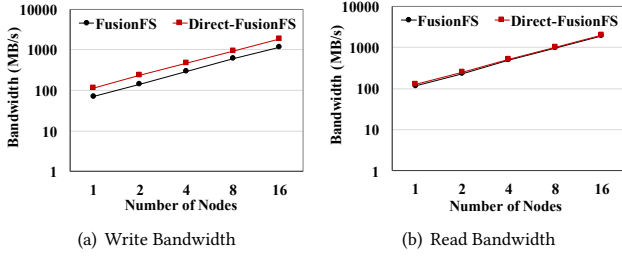 FusionFS Direct-FusionFS
Bandwidth (MB/s)
10000
1000
100
10
1
1 2 4 8 16
Number of Nodes
(a) Write Bandwidth
FusionFS Direct-FusionFS
Bandwidth (MB/s)
10000
1000
100
10
1
1 2 4 8 16
Number of Nodes
(b) Read Bandwidth